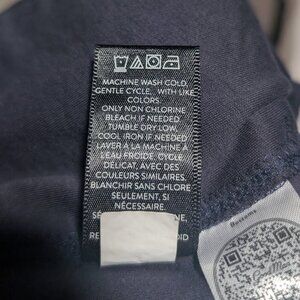 MACHINE WASH COLD
GENTLE CYCLE, WITH LIKE
COLORS.
ONLY NON CHLORINE
BLEACH IF NEEDED.
TUMBLE DRY LOW,
COOL IRON IF NEEDED
LAVER À LA MACHINE À
L'EAU FROIDE, CYCLE
DÉLICAT, AVEC DES
COULEURS SIMILAIRES.
BLANCHIR SANS CHLORE
SEULEMENT, SI
NÉCESSAIRE.
Bottoms